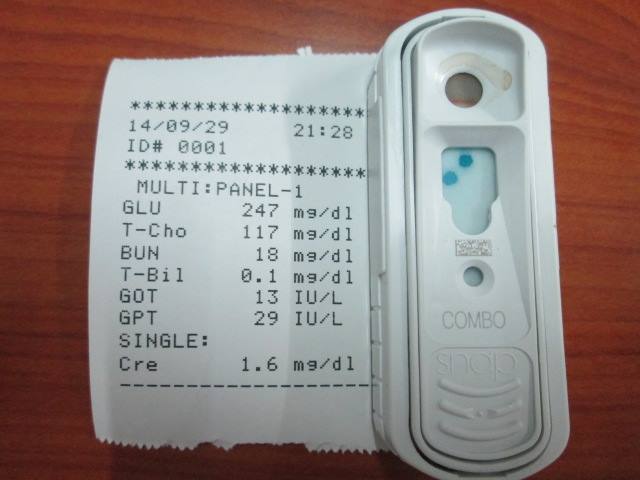 *******************
14/09/29 21:28
ID# 0001
*******************
MULTI:PANEL-1
GLU 247 mg/dl
T-Cho 117 mg/dl
BUN 18 mg/dl
T-Bil 0.1 mg/dl
GOT 13 IU/L
GPT 29 IU/L
SINGLE:
Cre 1.6 mg/dl
--------------------
COMBO
snap